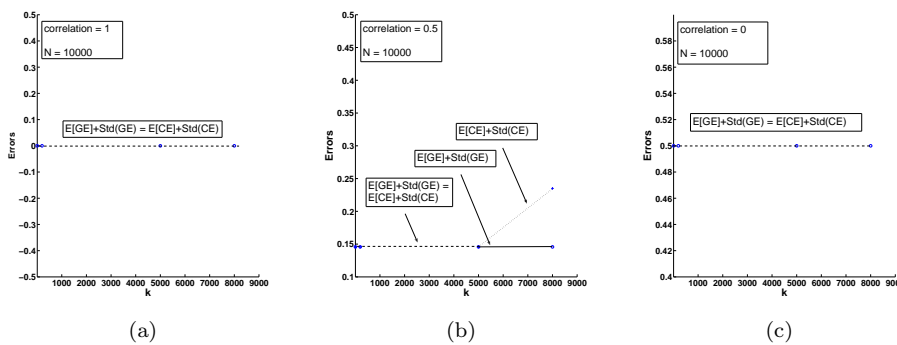 0.5
0.4
0.3
0.2
0.1
0
−0.1
−0.2
−0.3
−0.4
−0.5
Errors
correlation = 1
N = 10000
E[GE]+Std(GE) = E[CE]+Std(CE)
1000 2000 3000 4000 5000 6000 7000 8000 9000
k
(a)
0.5
0.45
0.4
0.35
0.3
0.25
0.2
0.15
0.1
Errors
correlation = 0.5
N = 10000
E[CE]+Std(CE)
E[GE]+Std(GE)
E[GE]+Std(GE) =
E[CE]+Std(CE)
1000 2000 3000 4000 5000 6000 7000 8000 9000
k
(b)
0.58
0.56
0.54
0.52
0.5
0.48
0.46
0.44
0.42
0.4
Errors
correlation = 0
N = 10000
E[GE]+Std(GE) = E[CE]+Std(CE)
1000 2000 3000 4000 5000 6000 7000 8000 9000
k
(c)